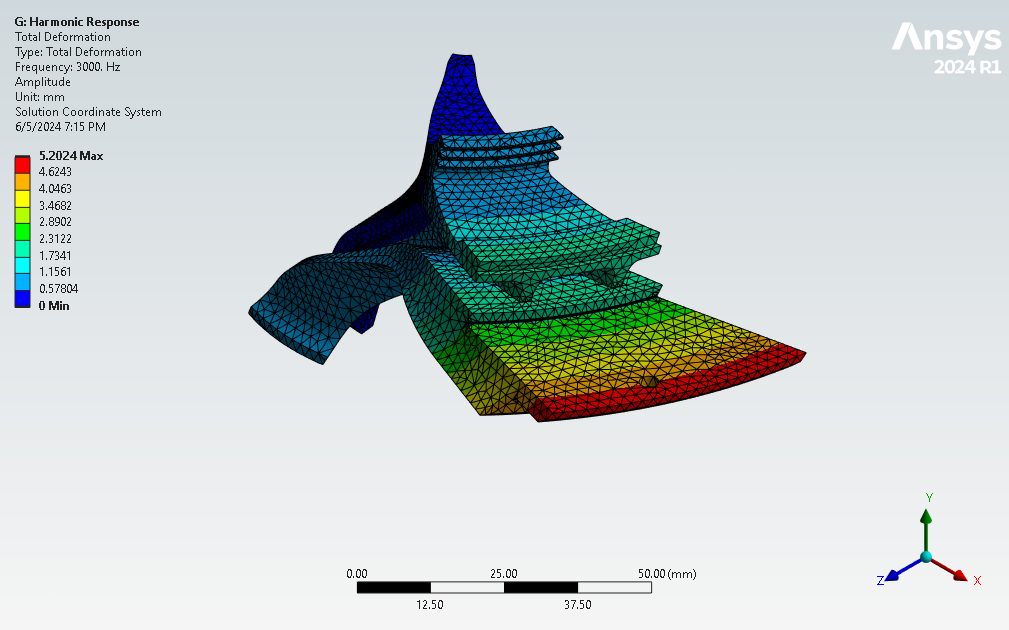 G: Harmonic Response
Total Deformation
Type: Total Deformation
Frequency: 3000. Hz
Amplitude
Unit: mm
Solution Coordinate System
6/5/2024 7:15 PM
5.2024 Max
4.6243
4.0463
3.4682
2.8902
2.3122
1.7341
1.1561
0.57804
0 Min
Ansys
2024 R1
0.00 25.00 50.00 (mm)
12.50 37.50
Y
Z X